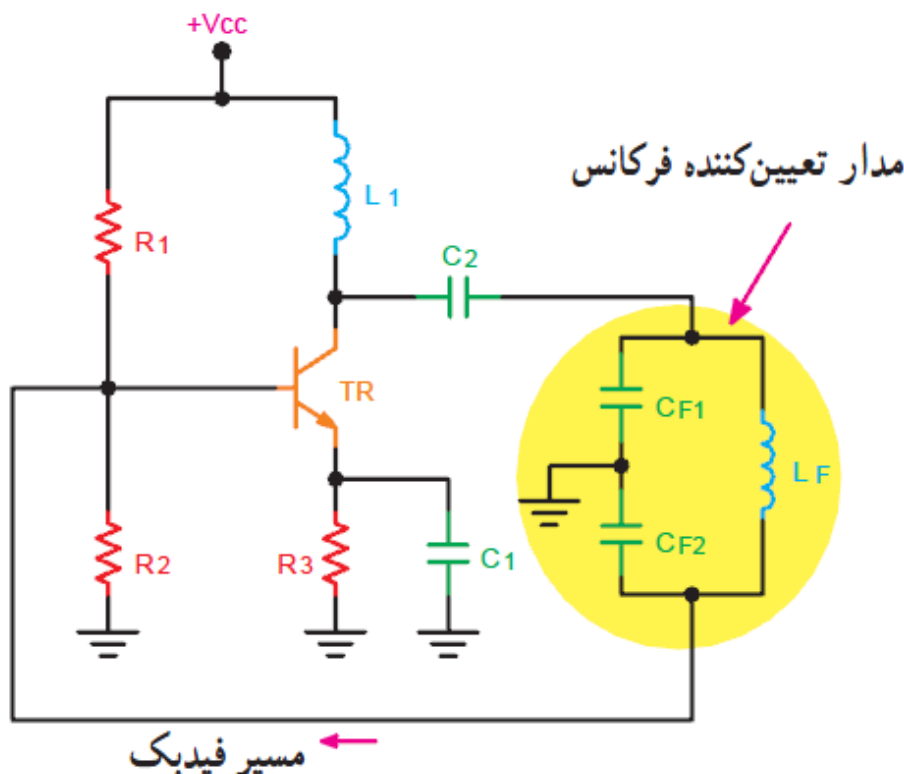 +Vcc
مدار تعیین‌کننده فرکانس
L1
R1
C2
TR
CF1
LF
CF2
R2
R3
C1
مسیر فیدبک